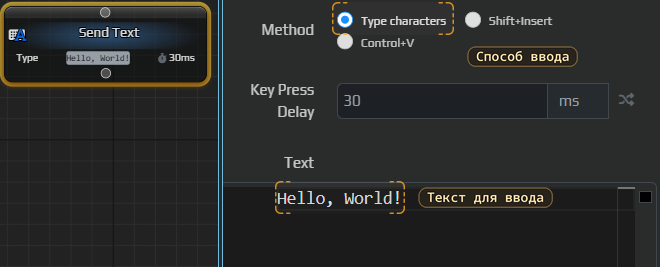 Send Text
Type Hello, World! 30ms
Method
Type characters Shift+Insert
Control+V
Способ ввода
Key Press Delay
30 ms
Text
Hello, World! Текст для ввода